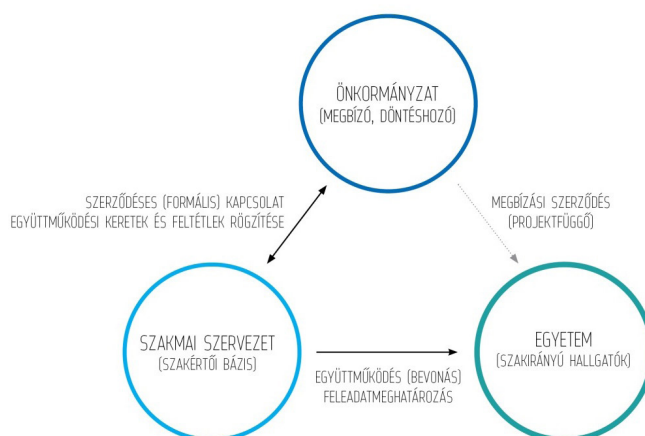 ÖNKORMÁNYZAT
(MEGBÍZÓ, DÖNTÉSHOZÓ)
SZERZŐDÉSES (FORMÁLIS) KAPCSOLAT
EGYÜTTMŰKÖDÉSI KERETEK ÉS FELTÉTLEK RÖGZÍTÉSE
MEGBÍZÁSI SZERZŐDÉS
(PROJEKTFÜGGŐ)
SZAKMAI SZERVEZET
(SZAKÉRTŐI BÁZIS)
EGYÜTTMŰKÖDÉS (BEVONÁS)
FELEADATMEGHATÁROZÁS
EGYETEM
(SZAKIRÁNYÚ HALLGATÓK)